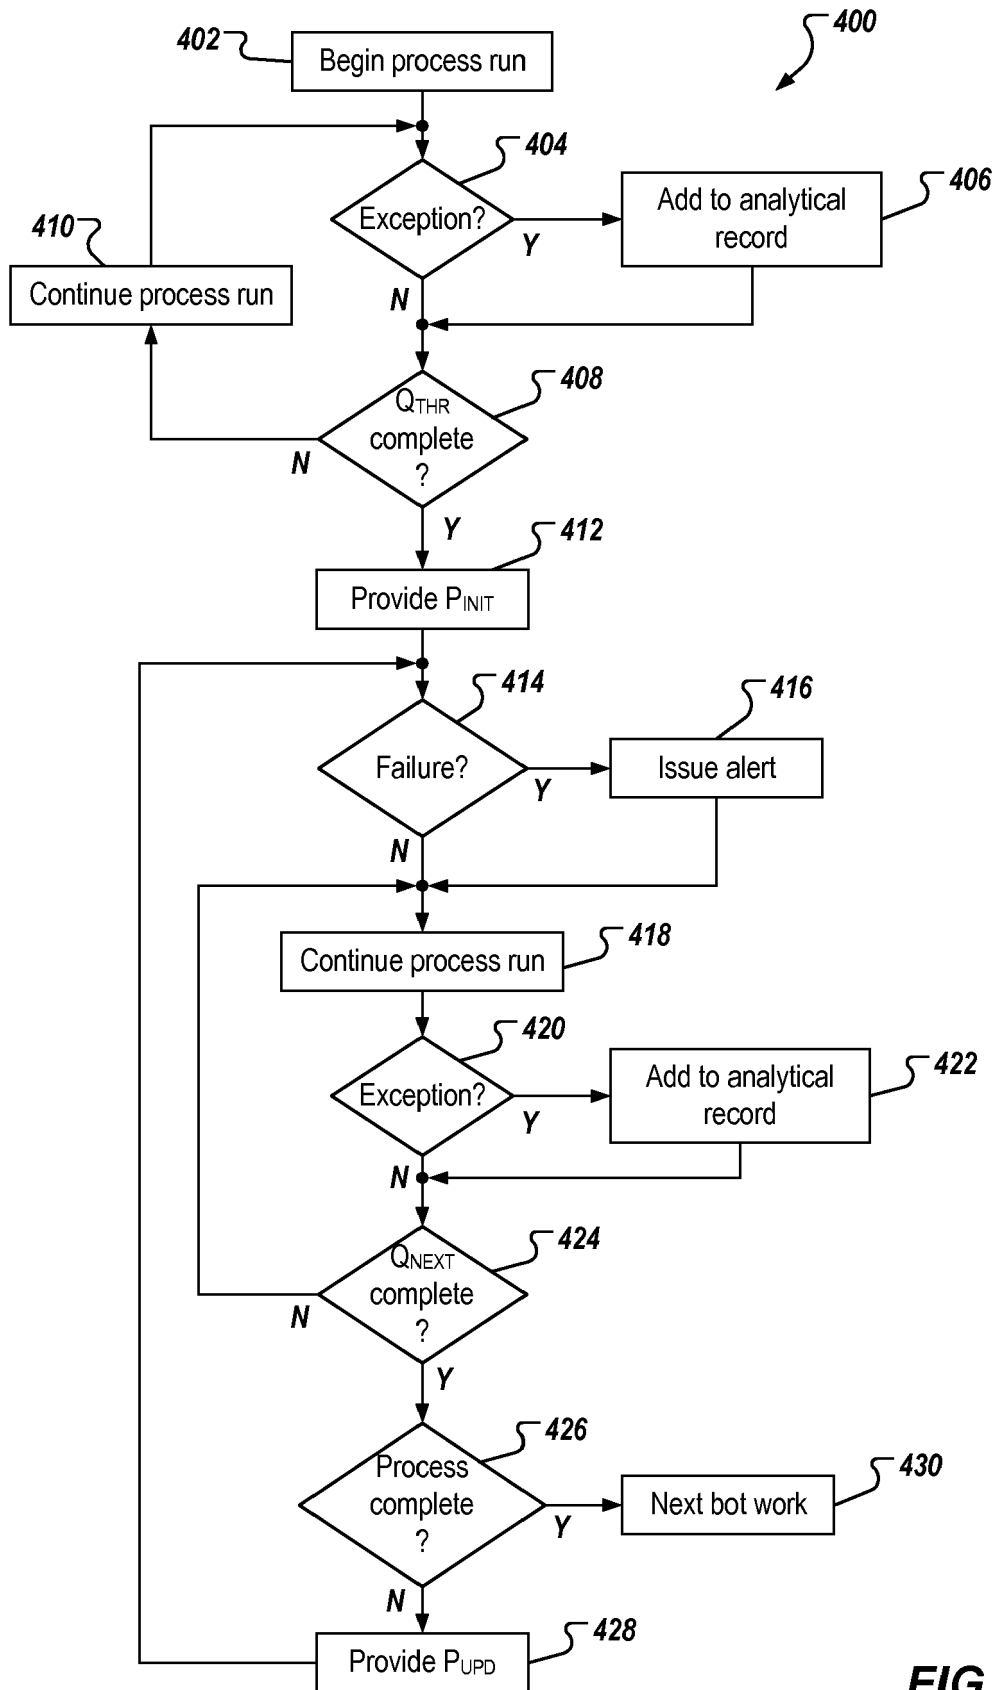 400
402
Begin process run
404
Exception?
Y
N
406
Add to analytical
record
410
Continue process run
408
QTHR
complete
?
N
Y
412
Provide PINIT
414
Failure?
Y
N
416
Issue alert
418
Continue process run
420
Exception?
Y
N
422
Add to analytical
record
424
QNEXT
complete
?
N
Y
426
Process
complete
?
Y
N
430
Next bot work
428
Provide PUPD
FIG